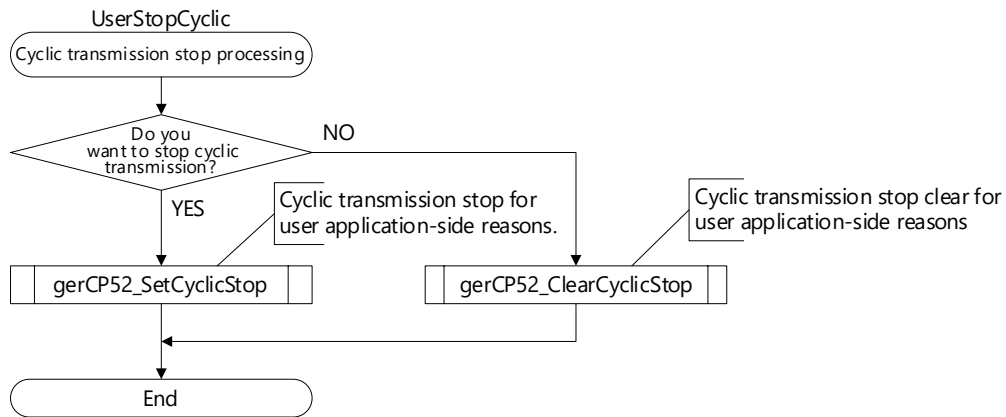 UserStopCyclic
Cyclic transmission stop processing
Do you
want to stop cyclic
transmission?
NO
YES
Cyclic transmission stop for
user application-side reasons.
Cyclic transmission stop clear for
user application-side reasons
gerCP52_SetCyclicStop
gerCP52_ClearCyclicStop
End